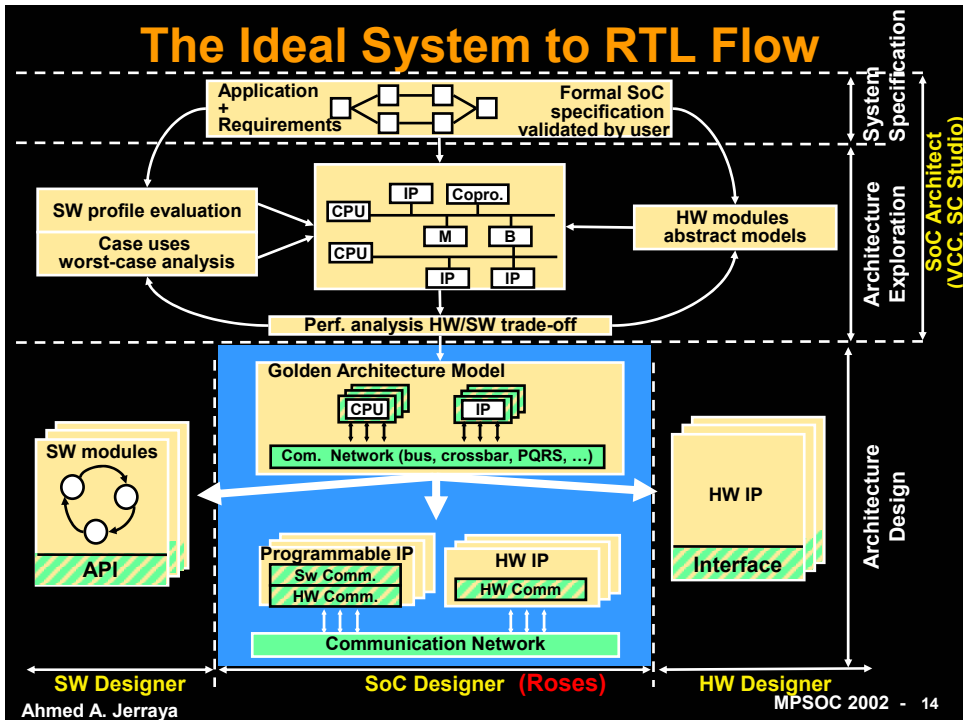 The Ideal System to RTL Flow
Application
+
Requirements
Formal SoC
specification
validated by user
System
Specification
SW profile evaluation
Case uses
worst-case analysis
IP
Copro.
CPU
M
B
CPU
IP
IP
HW modules
abstract models
Architecture
Exploration
SoC Architect
(VCC, SC Studio)
Perf. analysis HW/SW trade-off
Golden Architecture Model
CPU
IP
Com. Network (bus, crossbar, PQRS, …)
SW modules
API
HW IP
Interface
Architecture
Design
Programmable IP
Sw Comm.
HW Comm.
HW IP
HW Comm
Communication Network
SW Designer
SoC Designer (Roses)
HW Designer
Ahmed A. Jerraya
MPSOC 2002 - 14